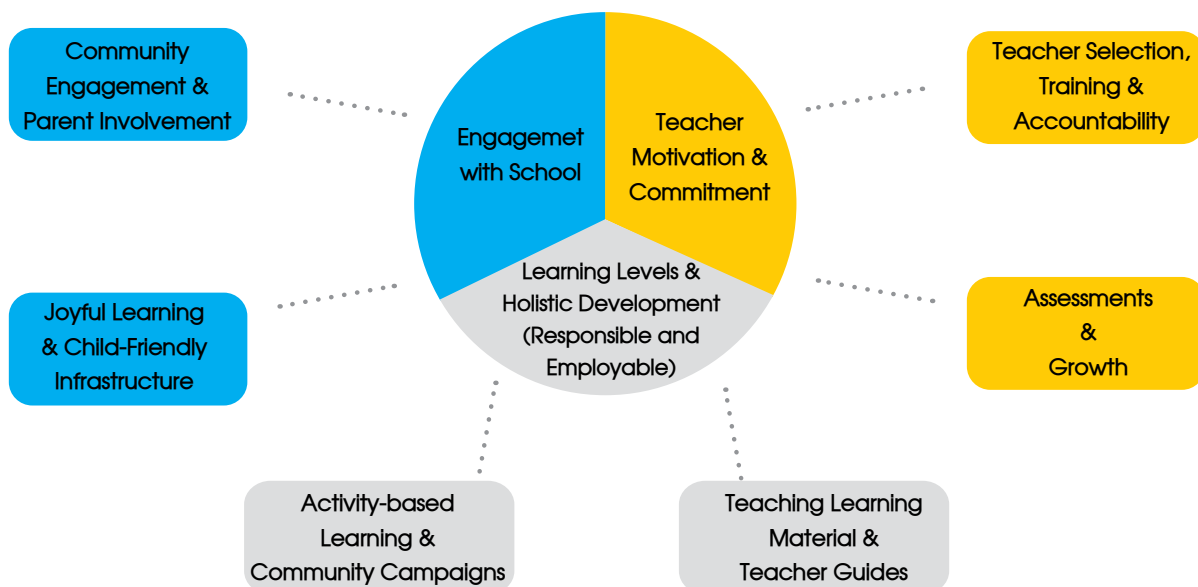 Community
Engagement &
Parent Involvement
Engagemet
with School
Teacher
Motivation &
Commitment
Teacher Selection,
Training &
Accountability
Joyful Learning
& Child-Friendly
Infrastructure
Learning Levels &
Holistic Development
(Responsible and
Employable)
Assessments
&
Growth
Activity-based
Learning &
Community Campaigns
Teaching Learning
Material &
Teacher Guides